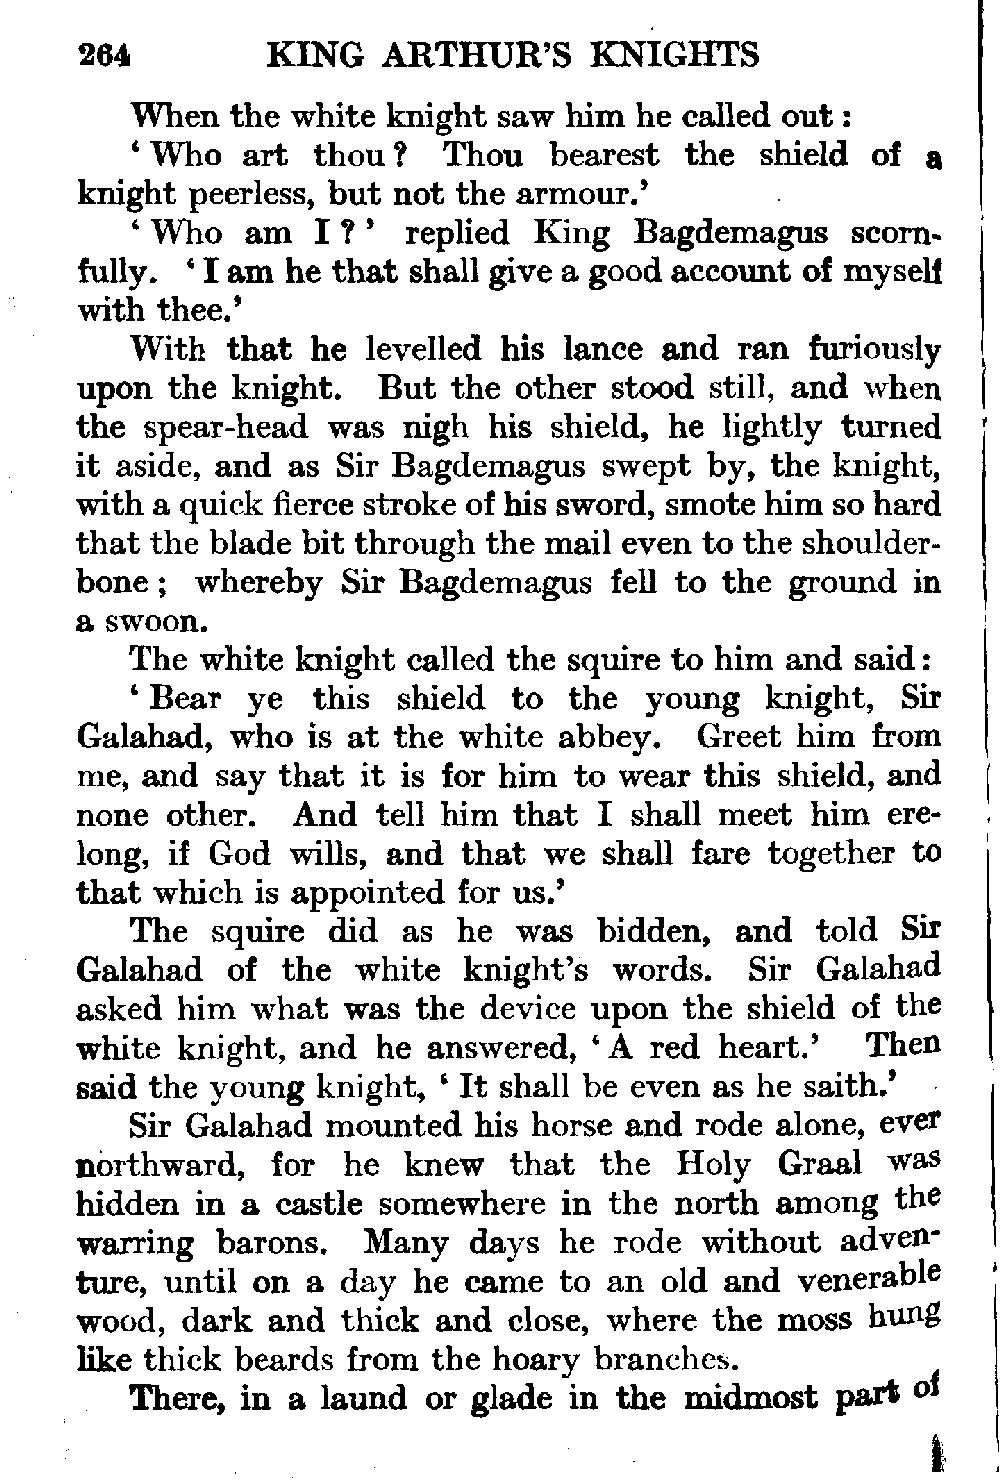 264 KING ARTHUR'S KNIGHTS
When the white knight saw him he called out :
‘ Who art thou ? Thou bearest the shield of a
knight peerless, but not the armour.’
‘ Who am I ? ’ replied King Bagdemagus scorn-
fully. ‘ I am he that shall give a good account of myself
with thee.’
With that he levelled his lance and ran furiously
upon the knight. But the other stood still, and when
the spear-head was nigh his shield, he lightly turned
it aside, and as Sir Bagdemagus swept by, the knight,
with a quick fierce stroke of his sword, smote him so hard
that the blade bit through the mail even to the shoulder-
bone ; whereby Sir Bagdemagus fell to the ground in
a swoon.
The white knight called the squire to him and said :
‘ Bear ye this shield to the young knight, Sir
Galahad, who is at the white abbey. Greet him from
me, and say that it is for him to wear this shield, and
none other. And tell him that I shall meet him ere-
long, if God wills, and that we shall fare together to
that which is appointed for us.’
The squire did as he was bidden, and told Sir
Galahad of the white knight's words. Sir Galahad
asked him what was the device upon the shield of the
white knight, and he answered, ‘ A red heart.’ Then
said the young knight, ‘ It shall be even as he saith.’
Sir Galahad mounted his horse and rode alone, ever
northward, for he knew that the Holy Graal was
hidden in a castle somewhere in the north among the
warring barons. Many days he rode without adven-
ture, until on a day he came to an old and venerable
wood, dark and thick and close, where the moss hung
like thick beards from the hoary branches.
There, in a laund or glade in the midmost part of